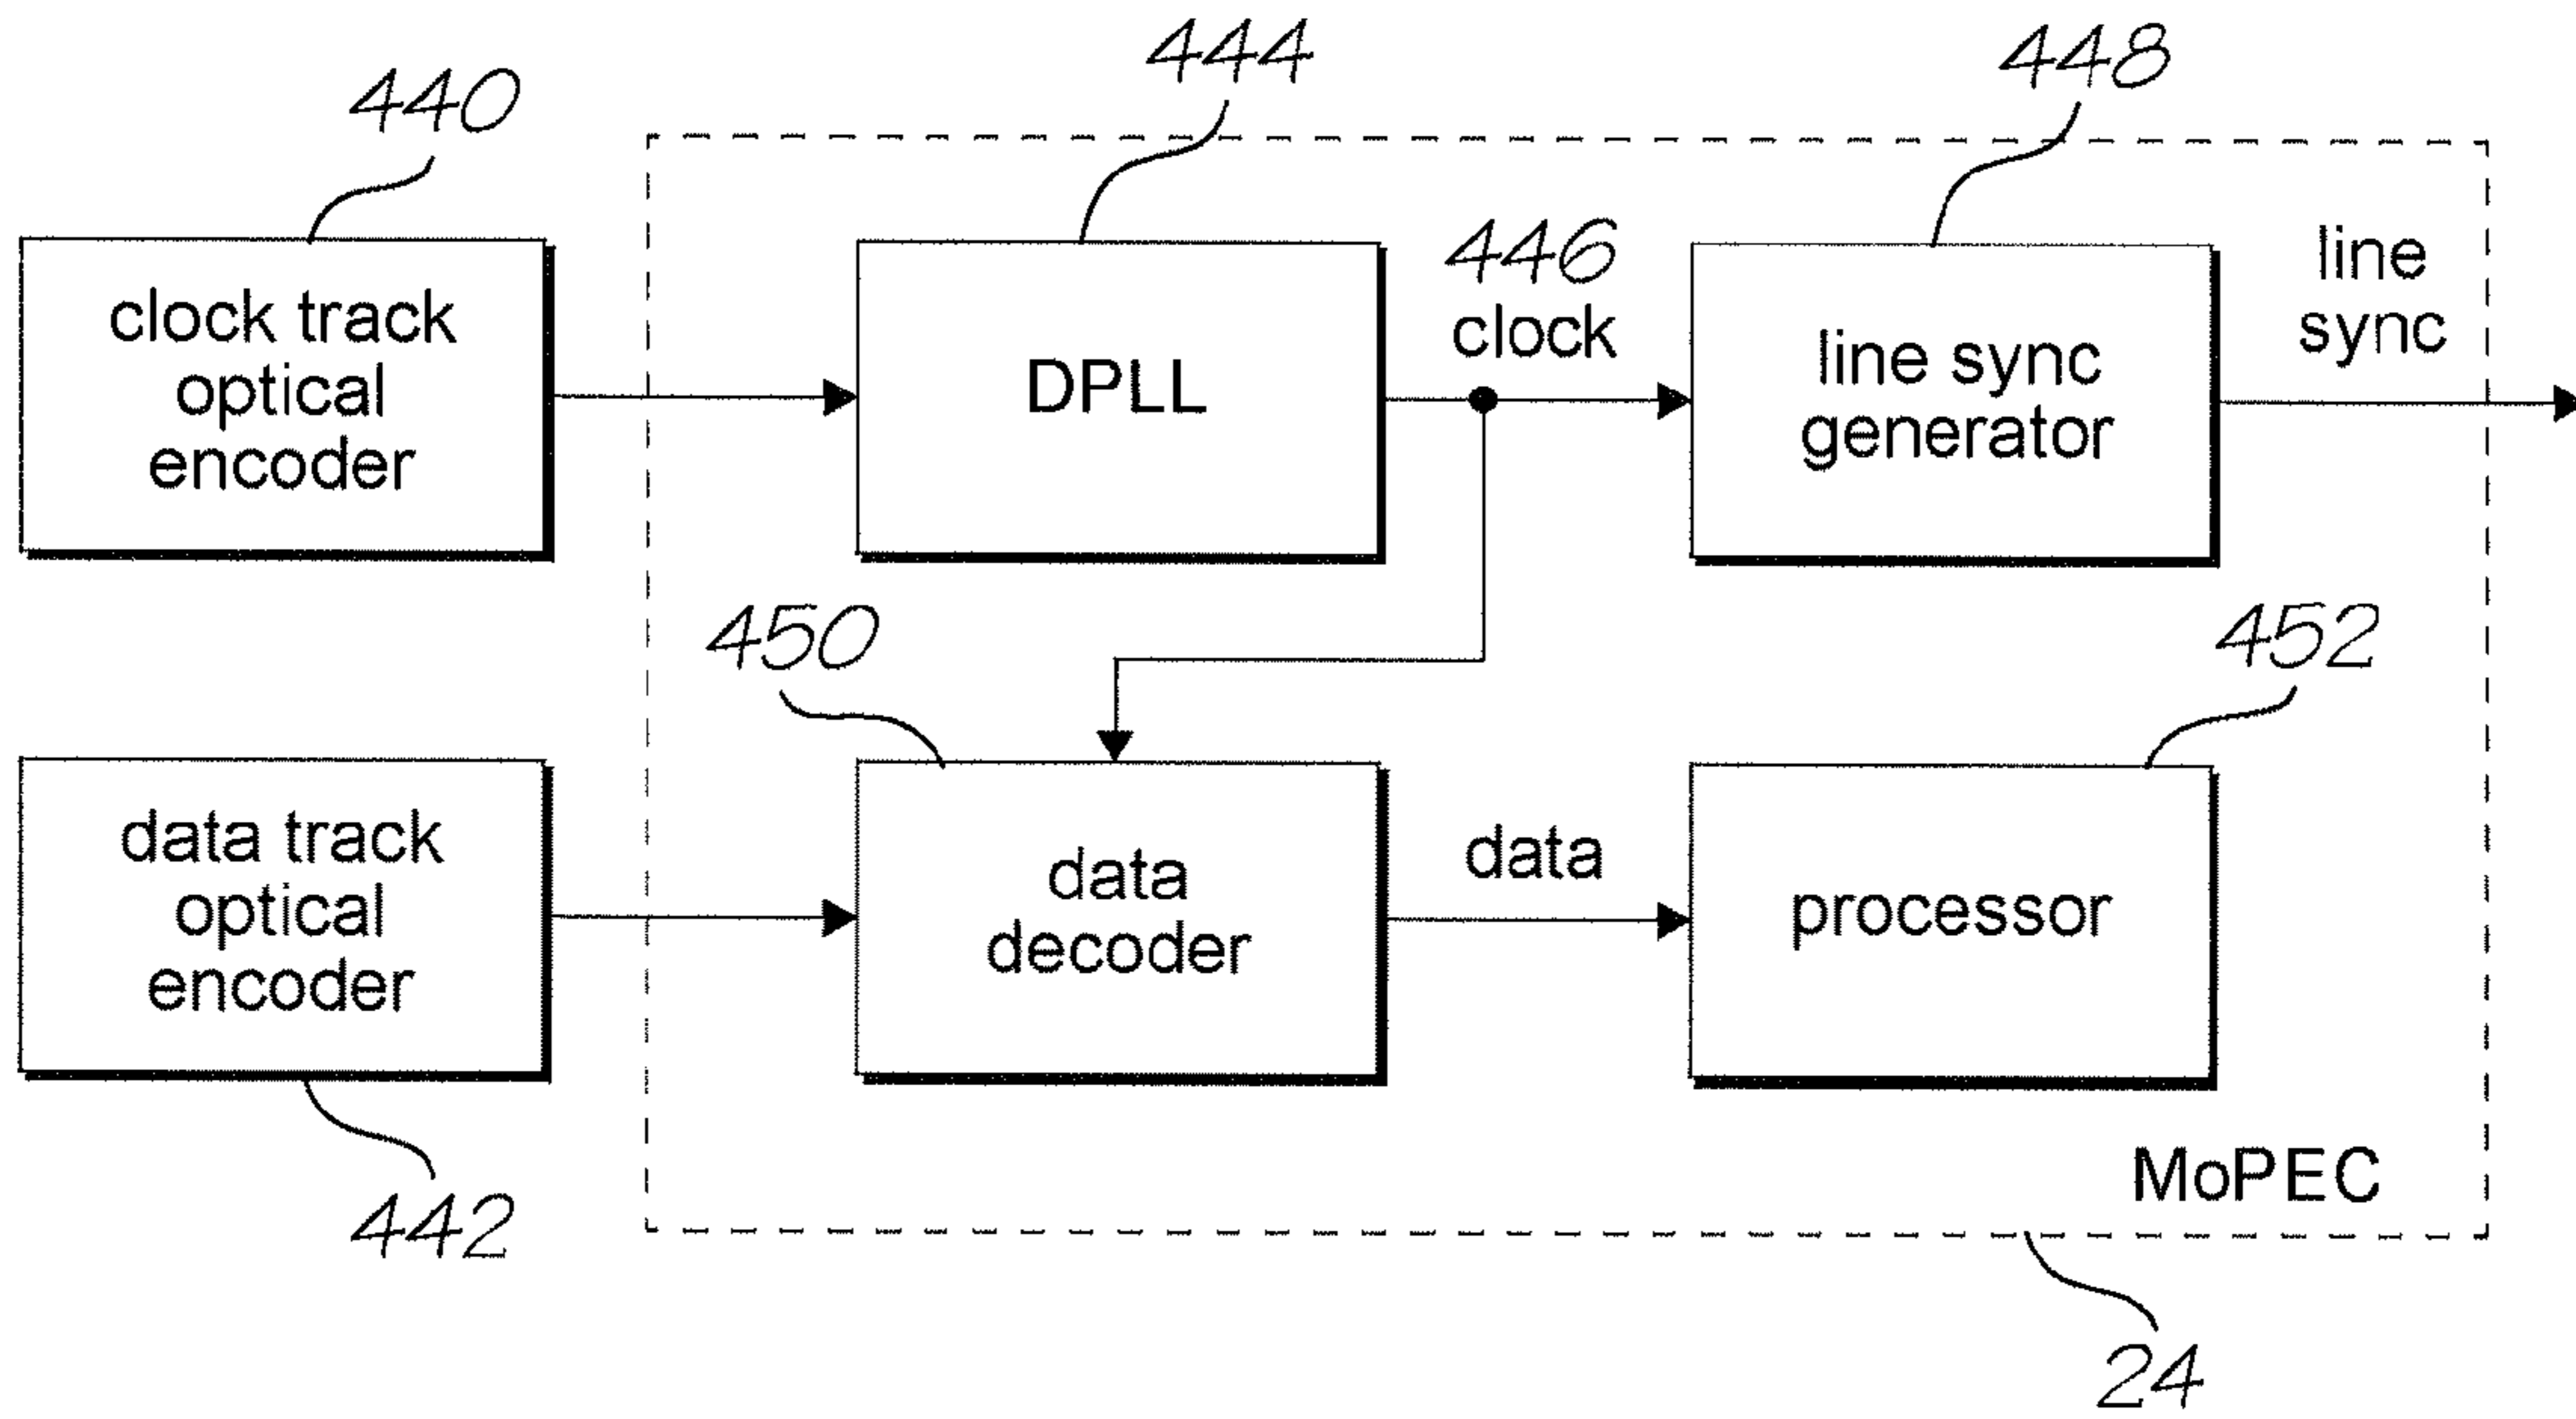 440
444
448
clock track
optical
encoder
DPLL
446
clock
line sync
generator
line
sync
450
452
data track
optical
encoder
data
decoder
data
processor
442
MoPEC
24